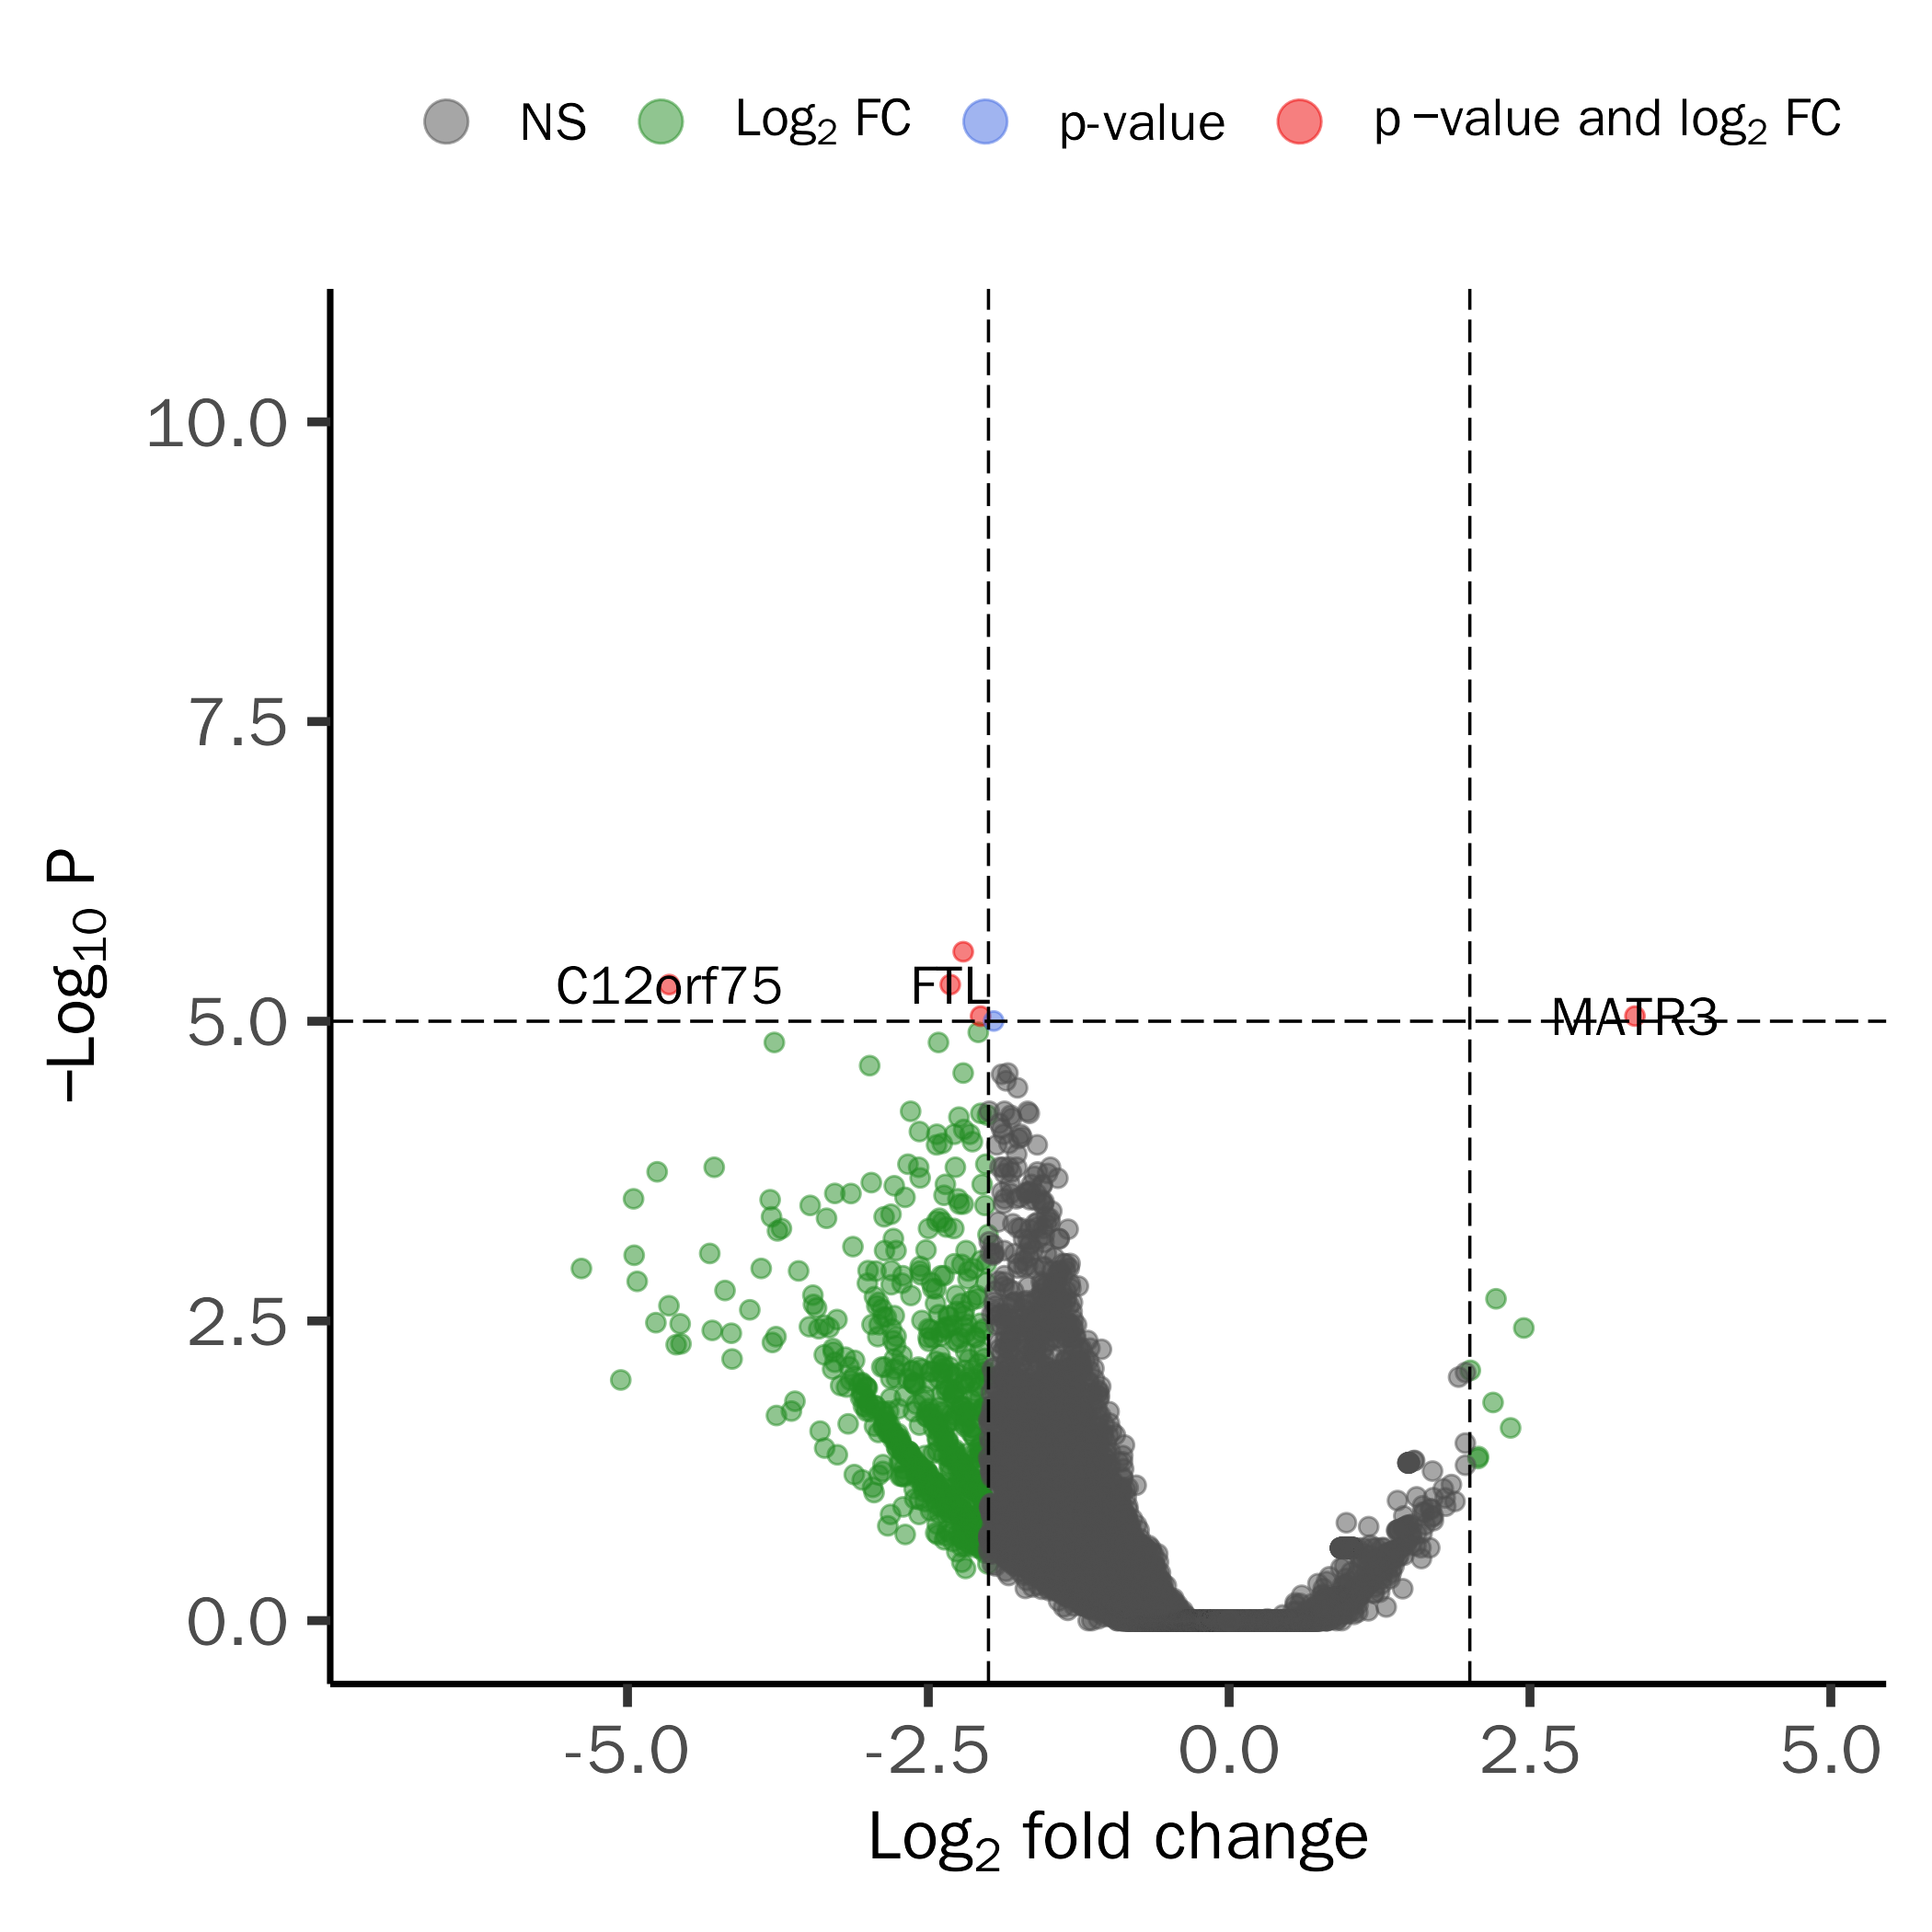 NS Log₂ FC p-value p −value and log₂ FC
10.0
7.5
5.0
2.5
0.0
−Log₁₀ P
C12orf75 FTL MATR3
-5.0 -2.5 0.0 2.5 5.0
Log₂ fold change